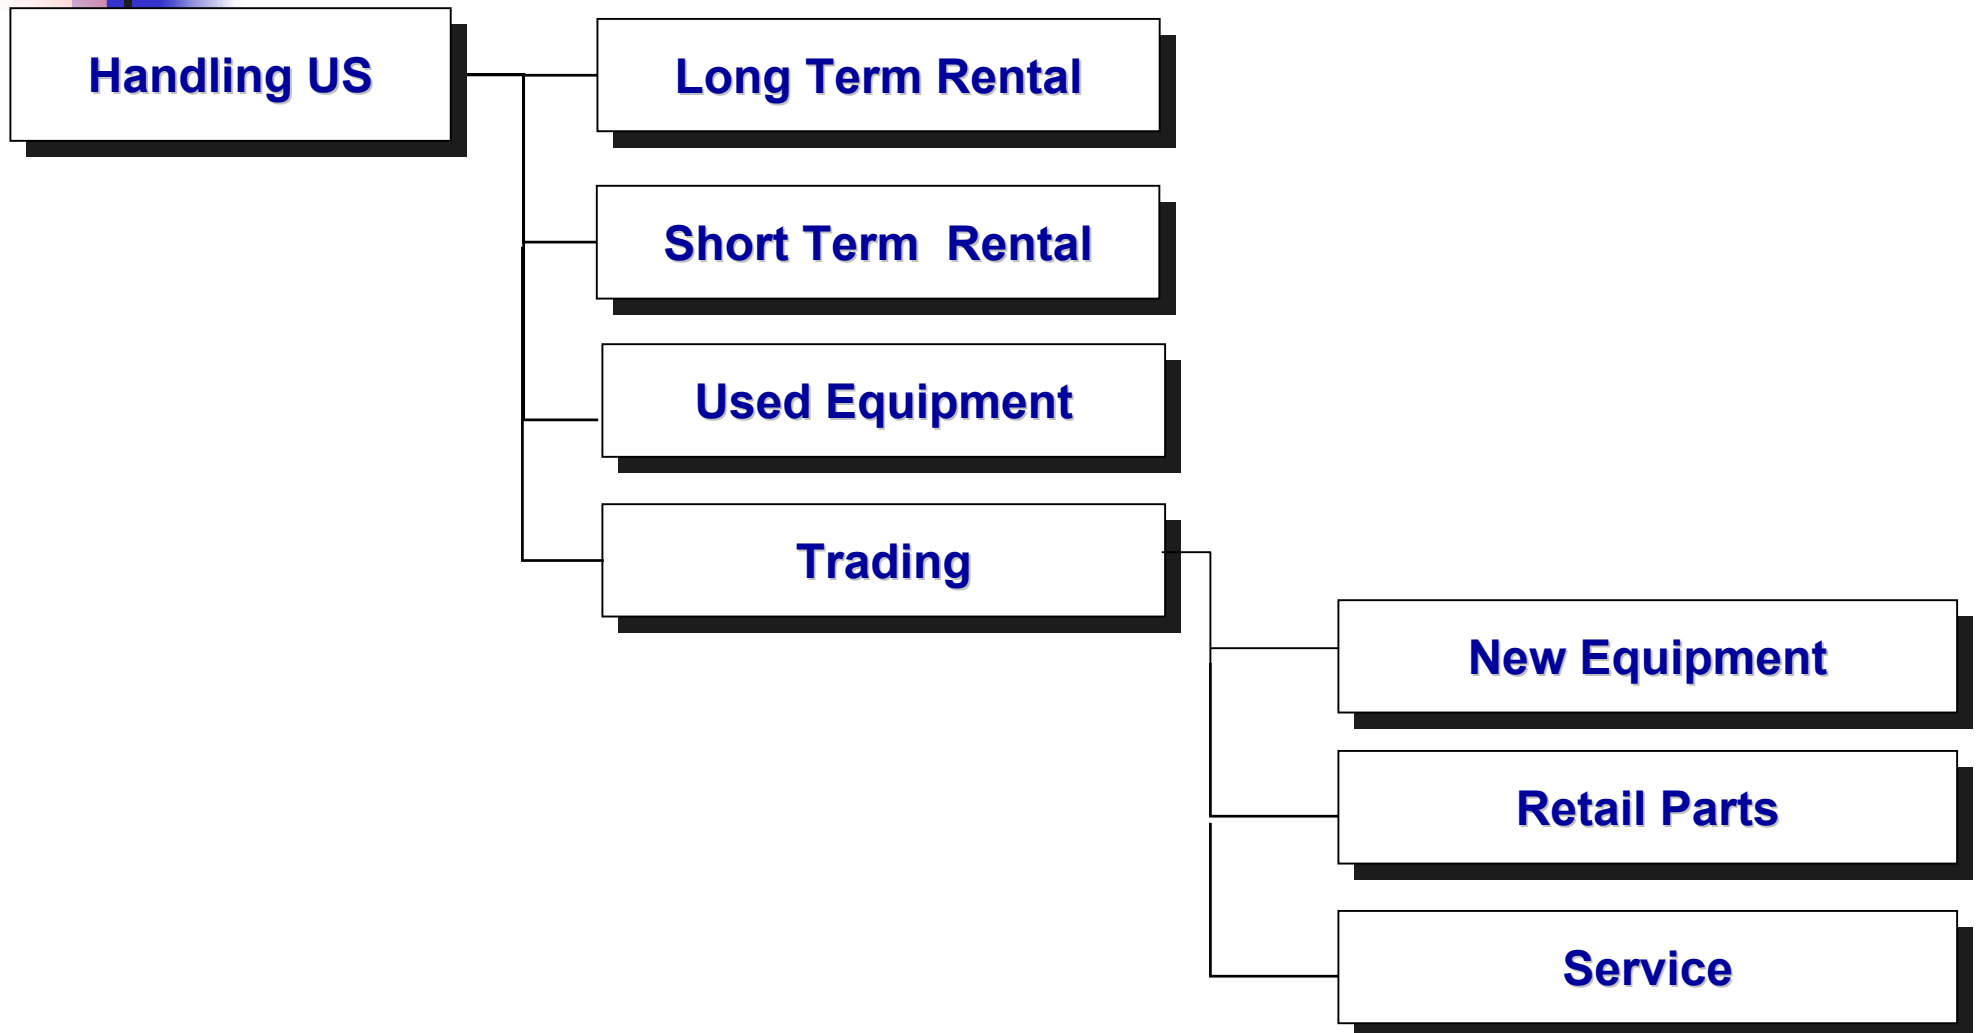 Handling US
Long Term Rental
Short Term  Rental
Used Equipment
Trading
New Equipment
Retail Parts
Service